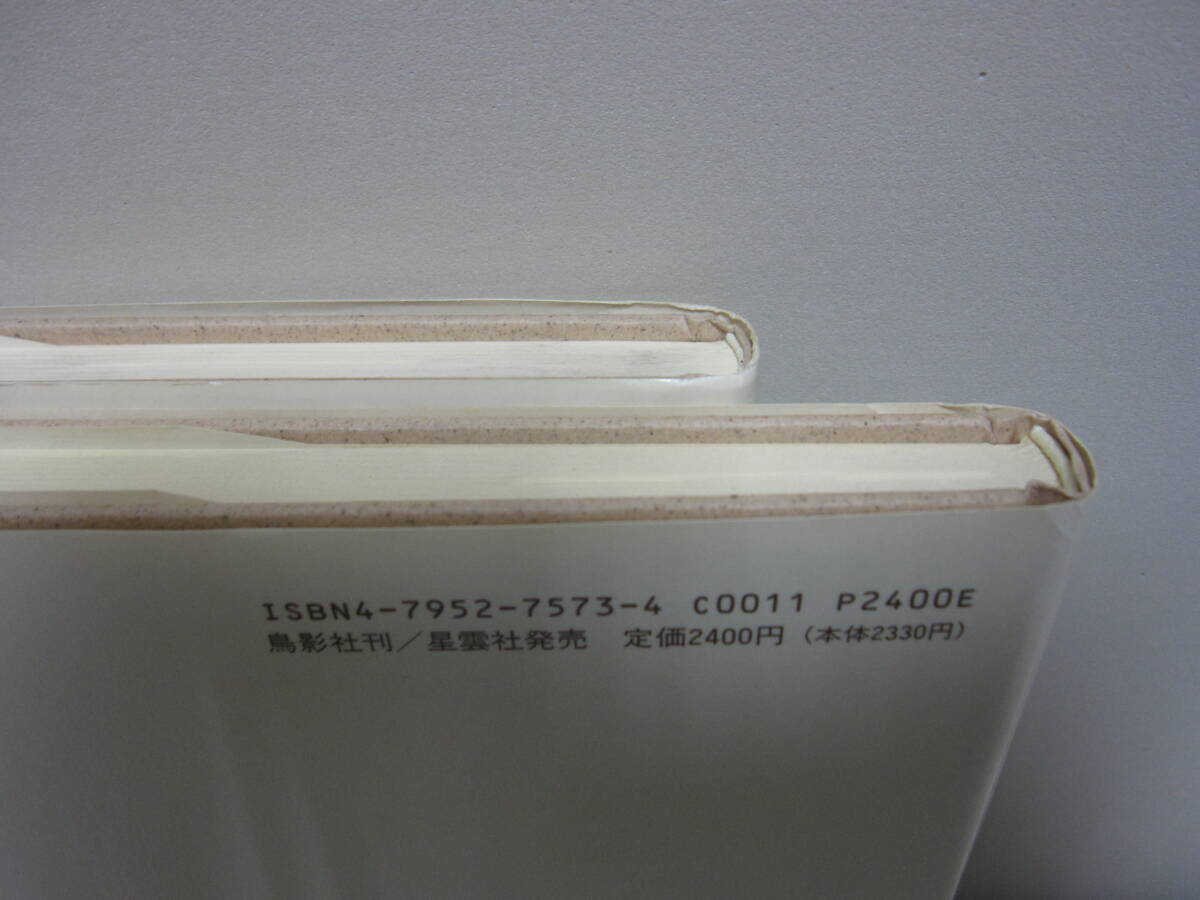 ISBN4-7952-7573-4 C0011 P2400E
鳥影社刊／星雲社発売 定価2400円（本体2330円）